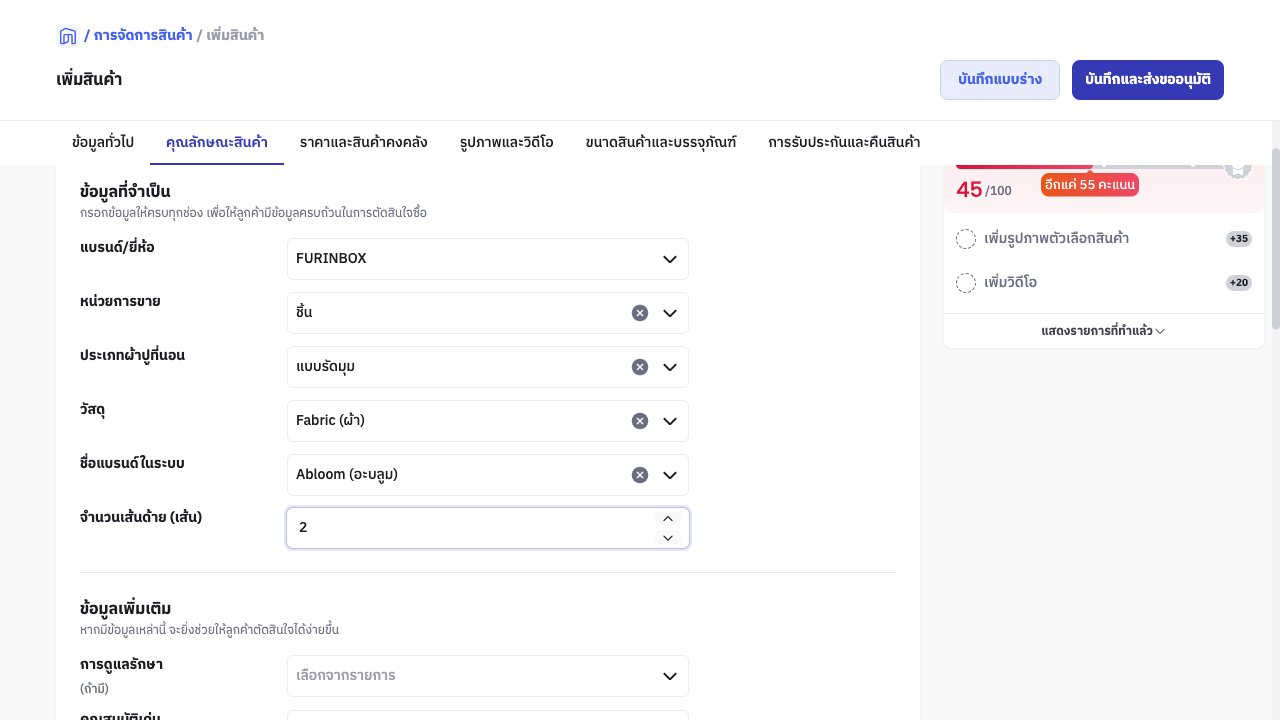 / การจัดการสินค้า / เพิ่มสินค้า
เพิ่มสินค้า
บันทึกแบบร่าง
บันทึกและส่งขออนุมัติ
ข้อมูลทั่วไป
คุณลักษณะสินค้า
ราคาและสินค้าคงคลัง
รูปภาพและวิดีโอ
ขนาดสินค้าและบรรจุภัณฑ์
การรับประกันและคืนสินค้า
ข้อมูลที่จำเป็น
กรอกข้อมูลให้ครบทุกช่อง เพื่อให้ลูกค้ามีข้อมูลครบถ้วนในการตัดสินใจซื้อ
แบรนด์/ยี่ห้อ
FURINBOX
หน่วยการขาย
ชิ้น
ประเภทผ้าปูที่นอน
แบบรัดมุม
วัสดุ
Fabric (ผ้า)
ชื่อแบรนด์ในระบบ
Abloom (อะบลูม)
จำนวนเส้นด้าย (เส้น)
2
ข้อมูลเพิ่มเติม
หากมีข้อมูลเหล่านี้ จะยิ่งช่วยให้ลูกค้าตัดสินใจได้ง่ายขึ้น
การดูแลรักษา
(ถ้ามี)
เลือกจากรายการ
คุณสมบัติเด่น
45/100
อีกแค่ 55 คะแนน
เพิ่มรูปภาพตัวเลือกสินค้า
+35
เพิ่มวิดีโอ
+20
แสดงรายการที่ทำแล้ว